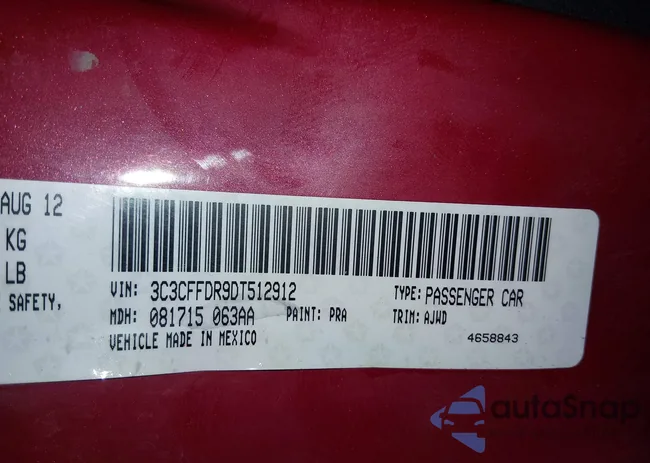 AUG 12
KG
LB
SAFETY,
VIN: 3C3CFFDR9DT512912
TYPE: PASSENGER CAR
MDH: 081715 063AA
PAINT: PRA
TRIM: AJWD
VEHICLE MADE IN MEXICO
4658843
autoSnap